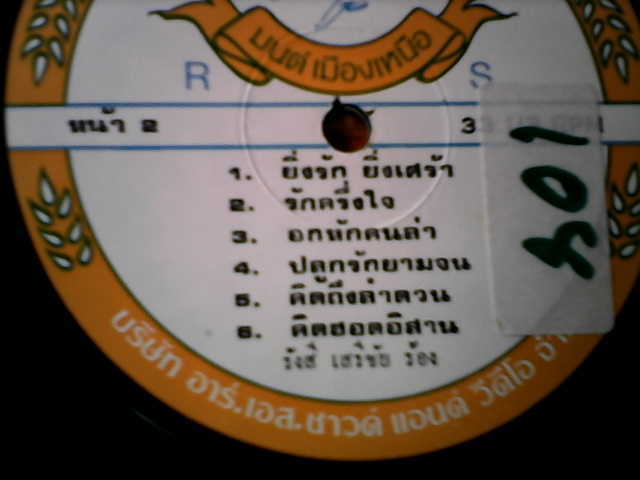 มนต์เมืองเหนือ
R S
หน้า 2
33 1/3 RPM
1. ยิ่งรัก ยิ่งเศร้า
2. รักครึ่งใจ
3. อกหักคนล่า
4. ปลุกรักยามจน
5. คิดถึงลำดวน
6. คิดฮอดอีสาน
รังสี เสรีชัย ร้อง
บริษัท อาร์.เอส.ซาวด์ แอนด์ วีดีโอ